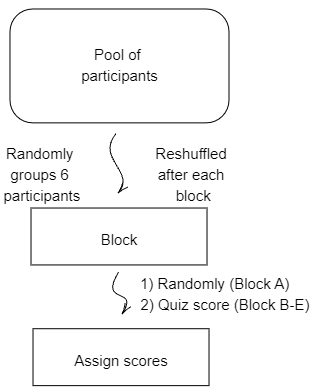 Pool of
participants
Randomly
groups 6
participants
Reshuffled
after each
block
Block
1) Randomly (Block A)
2) Quiz score (Block B-E)
Assign scores